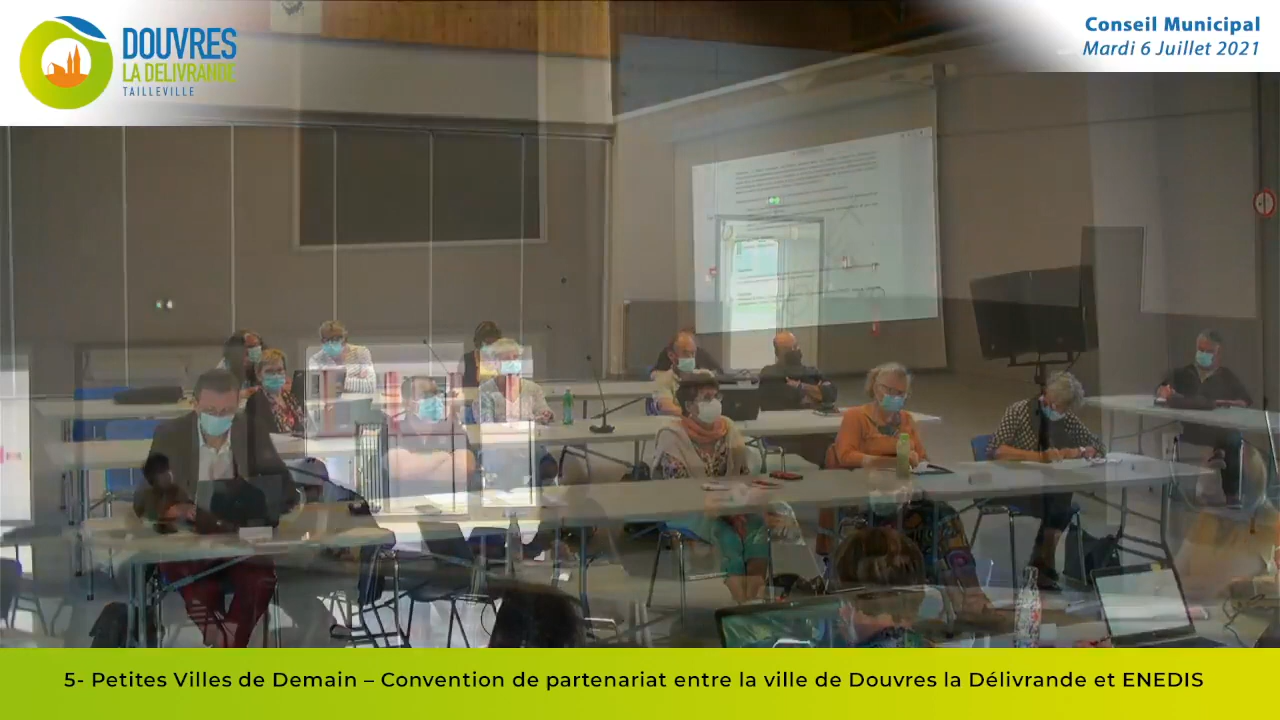 DOUVRES
LA DELIVRANDE
TAILLEVILLE
Conseil Municipal
Mardi 6 Juillet 2021
5- Petites Villes de Demain – Convention de partenariat entre la ville de Douvres la Délivrande et ENEDIS